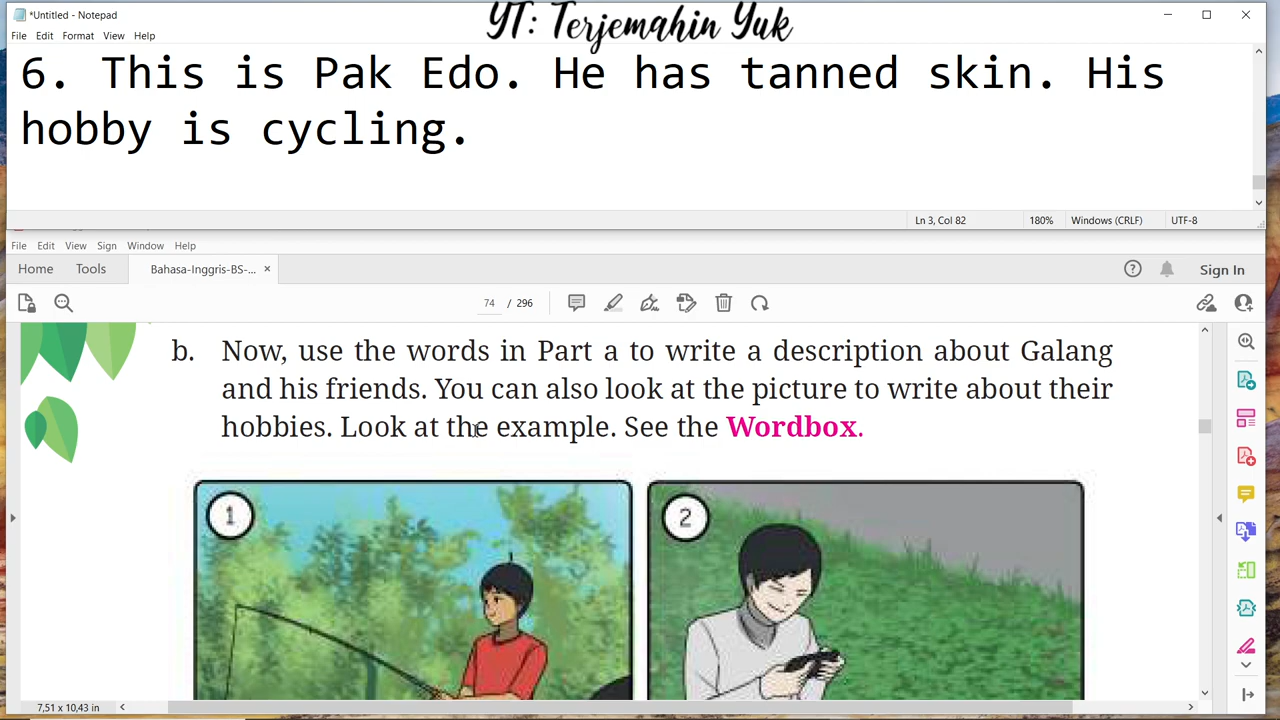 *Untitled - Notepad
YT: Terjemahin Yuk
File Edit Format View Help
6. This is Pak Edo. He has tanned skin. His
hobby is cycling.
Ln 3, Col 82 180% Windows (CRLF) UTF-8
File Edit View Sign Window Help
Home Tools Bahasa-Inggris-BS-... × Sign In
74 / 296
b. Now, use the words in Part a to write a description about Galang
and his friends. You can also look at the picture to write about their
hobbies. Look at the example. See the Wordbox.
1 2
7,51 x 10,43 in